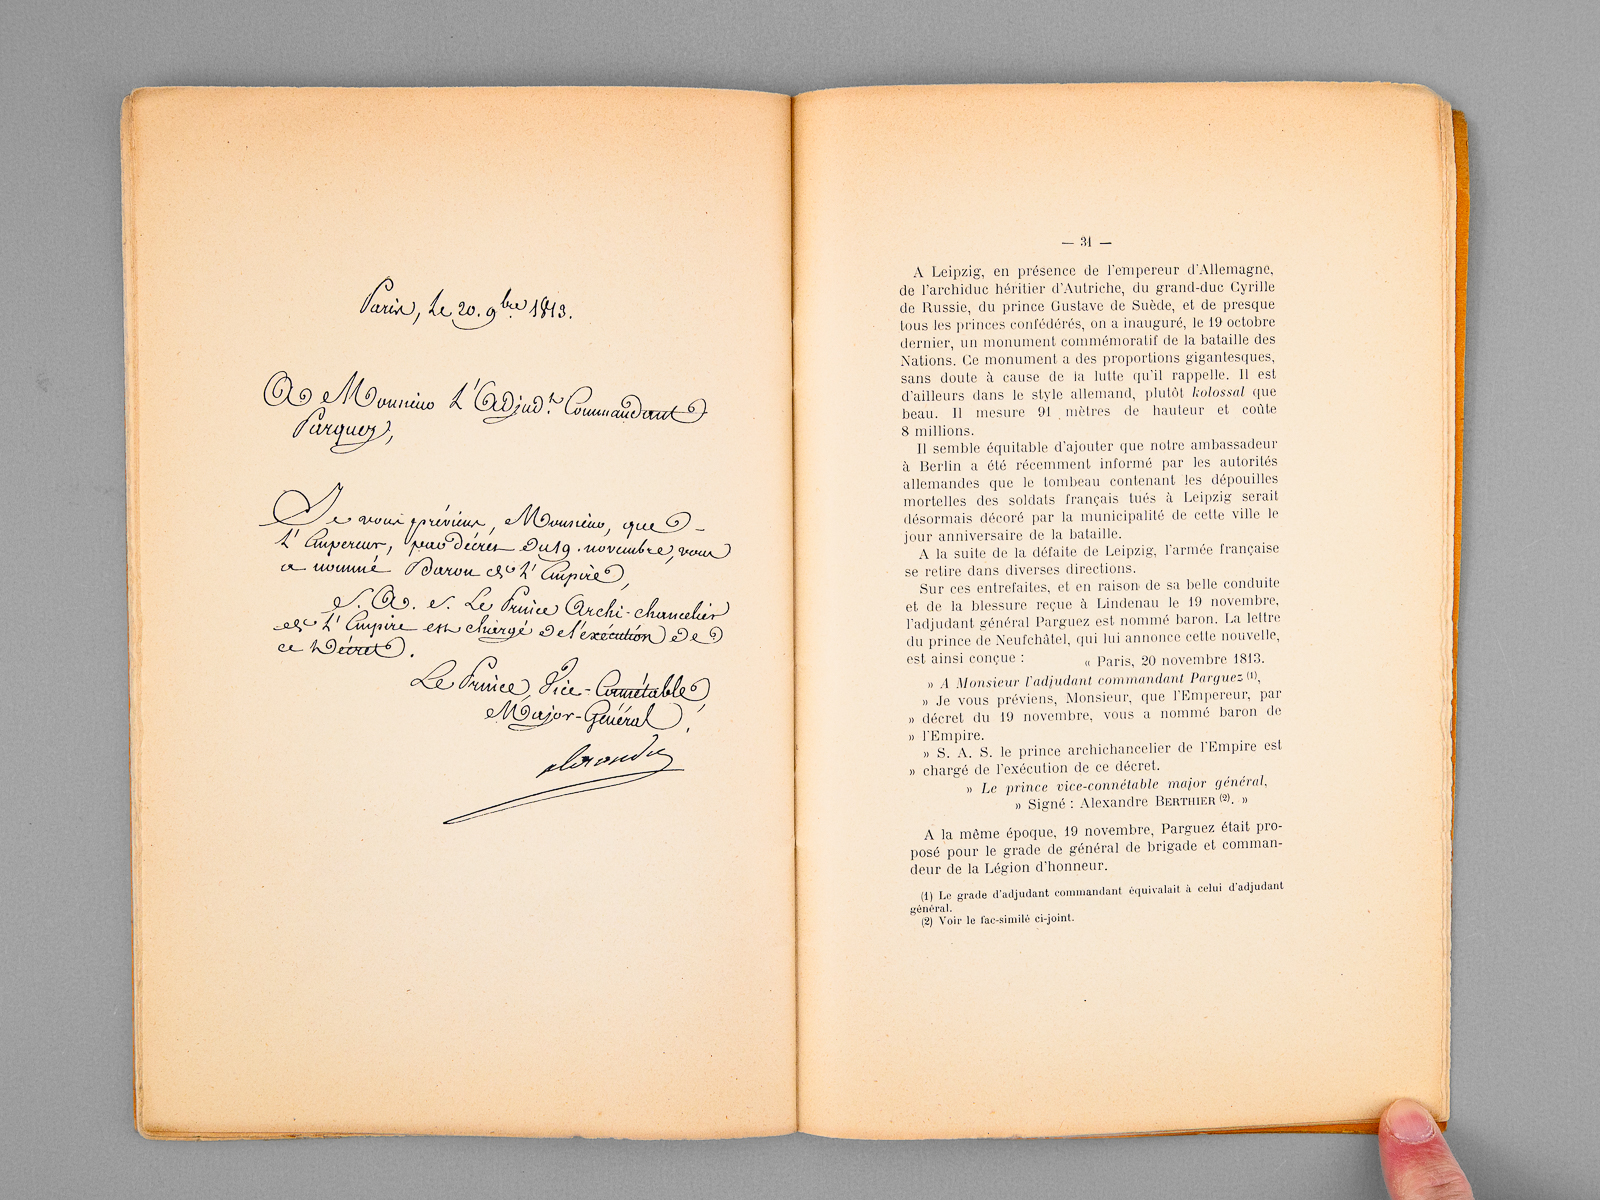 Paris, le 20. 9bre 1813.
A Monsieur l'Adjudt Commandant
Parguez,
Je vous préviens, Monsieur, que
l'Empereur, par décret du 19. novembre, vous
a nommé Baron de l'Empire,
S. A. S. Le Prince Archi-chancelier
de l'Empire est chargé de l'exécution de
ce Décret.
Le Prince, Vice-Connétable,
Major-Général,
— 31 —
A Leipzig, en présence de l'empereur d'Allemagne,
de l'archiduc héritier d'Autriche, du grand-duc Cyrille
de Russie, du prince Gustave de Suède, et de presque
tous les princes confédérés, on a inauguré, le 19 octobre
dernier, un monument commémoratif de la bataille des
Nations. Ce monument a des proportions gigantesques,
sans doute à cause de la lutte qu'il rappelle. Il est
d'ailleurs dans le style allemand, plutôt kolossal que
beau. Il mesure 91 mètres de hauteur et coûte
8 millions.
Il semble équitable d'ajouter que notre ambassadeur
à Berlin a été récemment informé par les autorités
allemandes que le tombeau contenant les dépouilles
mortelles des soldats français tués à Leipzig serait
désormais décoré par la municipalité de cette ville le
jour anniversaire de la bataille.
A la suite de la défaite de Leipzig, l'armée française
se retire dans diverses directions.
Sur ces entrefaites, et en raison de sa belle conduite
et de la blessure reçue à Lindenau le 19 novembre,
l'adjudant général Parguez est nommé baron. La lettre
du prince de Neufchâtel, qui lui annonce cette nouvelle,
est ainsi conçue : « Paris, 20 novembre 1813.
» A Monsieur l'adjudant commandant Parguez (1),
» Je vous préviens, Monsieur, que l'Empereur, par
» décret du 19 novembre, vous a nommé baron de
» l'Empire.
» S. A. S. le prince archichancelier de l'Empire est
» chargé de l'exécution de ce décret.
» Le prince vice-connétable major général,
» Signé : Alexandre BERTHIER (2). »
A la même époque, 19 novembre, Parguez était pro-
posé pour le grade de général de brigade et comman-
deur de la Légion d'honneur.
(1) Le grade d'adjudant commandant équivalait à celui d'adjudant
général.
(2) Voir le fac-similé ci-joint.